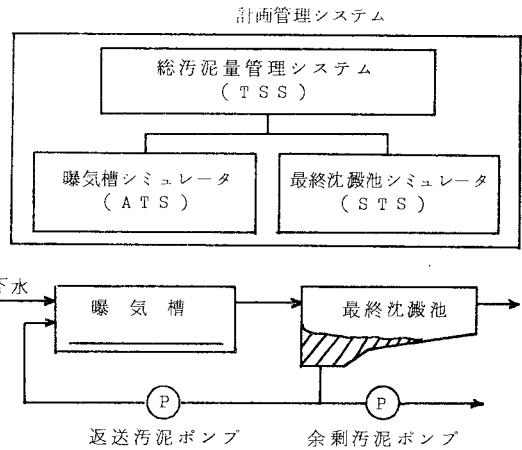 計画管理システム
総汚泥量管理システム
(TSS)
曝気槽シミュレータ
(ATS)
最終沈澱池シミュレータ
(STS)
下水
曝気槽
最終沈澱池
P
P
返送汚泥ポンプ
余剰汚泥ポンプ